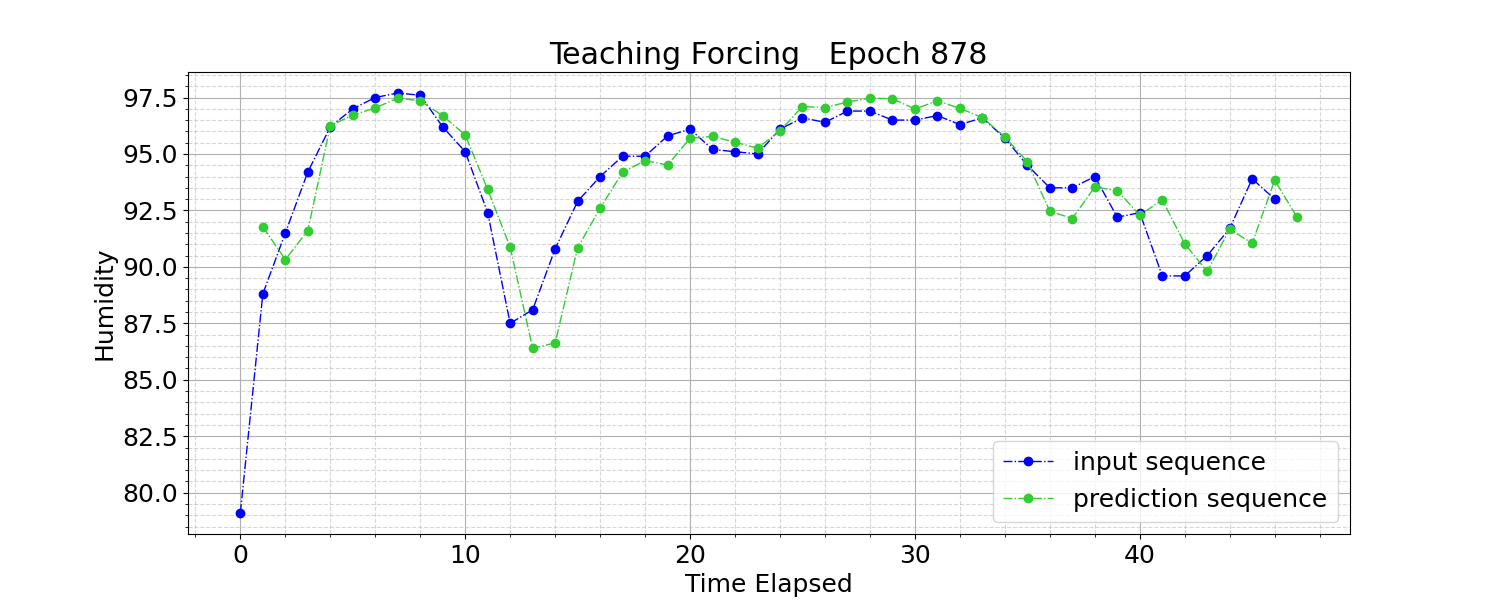 Teaching Forcing   Epoch 878
97.5
95.0
92.5
90.0
87.5
85.0
82.5
80.0
Humidity
input sequence
prediction sequence
0 10 20 30 40
Time Elapsed